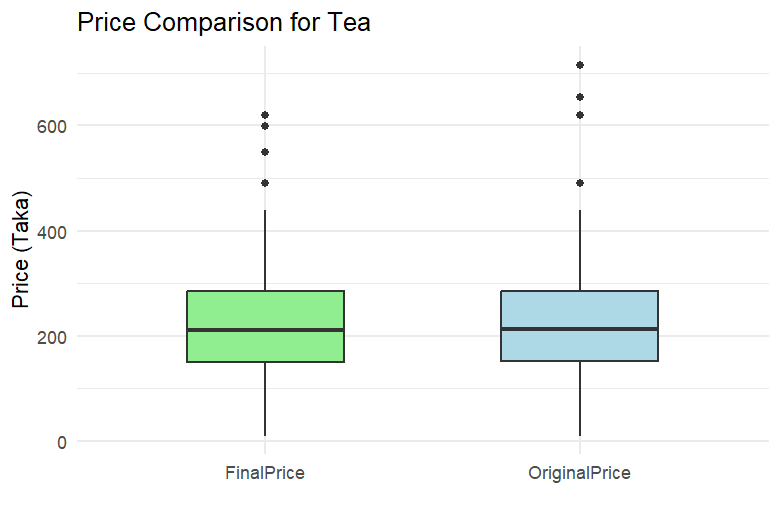 Price Comparison for Tea
Price (Taka)
600
400
200
0
FinalPrice
OriginalPrice